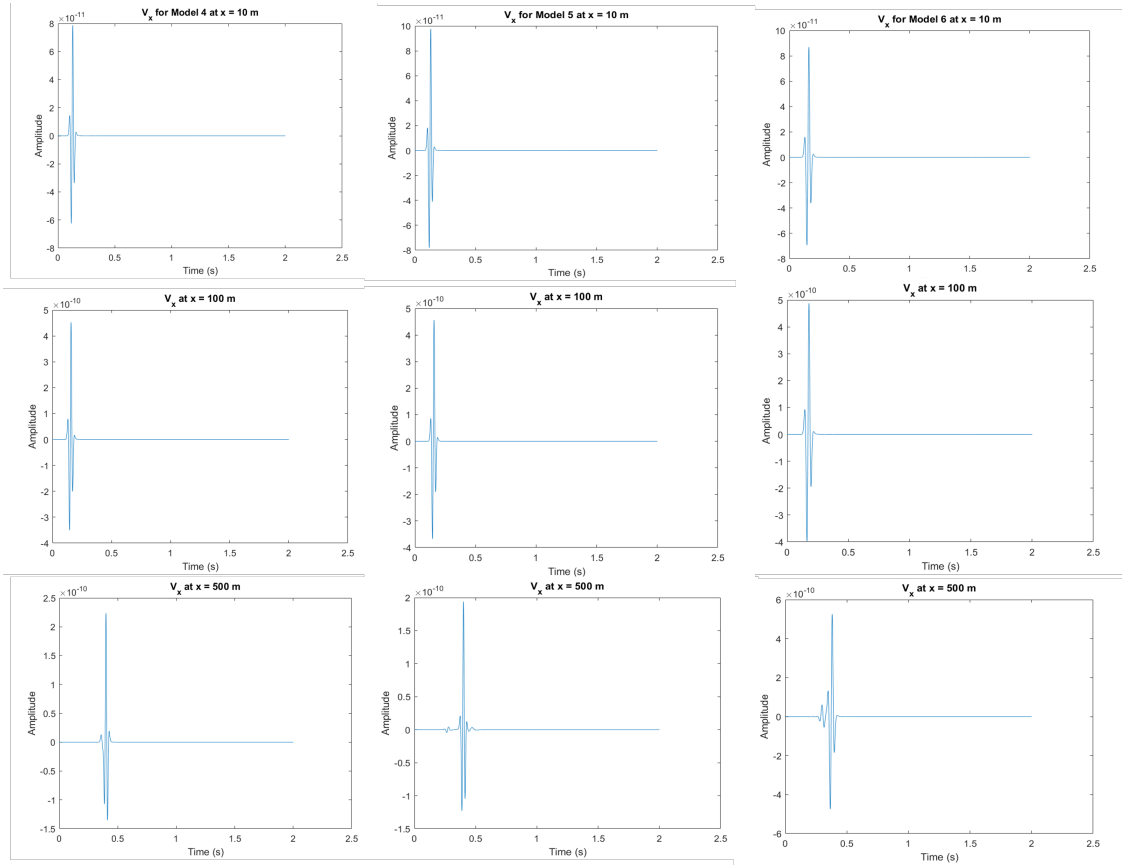 V_x for Model 4 at x = 10 m
×10^-11
8
6
4
2
0
-2
-4
-6
-8
Amplitude
0 0.5 1 1.5 2 2.5
Time (s)
V_x for Model 5 at x = 10 m
×10^-11
10
8
6
4
2
0
-2
-4
-6
-8
Amplitude
0 0.5 1 1.5 2 2.5
Time (s)
V_x for Model 6 at x = 10 m
×10^-11
10
8
6
4
2
0
-2
-4
-6
-8
Amplitude
0 0.5 1 1.5 2 2.5
Time (s)
V_x at x = 100 m
×10^-10
5
4
3
2
1
0
-1
-2
-3
-4
Amplitude
0 0.5 1 1.5 2 2.5
Time (s)
V_x at x = 100 m
×10^-10
5
4
3
2
1
0
-1
-2
-3
-4
Amplitude
0 0.5 1 1.5 2 2.5
Time (s)
V_x at x = 100 m
×10^-10
5
4
3
2
1
0
-1
-2
-3
-4
Amplitude
0 0.5 1 1.5 2 2.5
Time (s)
V_x at x = 500 m
×10^-10
2.5
2
1.5
1
0.5
0
-0.5
-1
-1.5
Amplitude
0 0.5 1 1.5 2 2.5
Time (s)
V_x at x = 500 m
×10^-10
2
1.5
1
0.5
0
-0.5
-1
-1.5
Amplitude
0 0.5 1 1.5 2 2.5
Time (s)
V_x at x = 500 m
×10^-10
6
4
2
0
-2
-4
-6
Amplitude
0 0.5 1 1.5 2 2.5
Time (s)